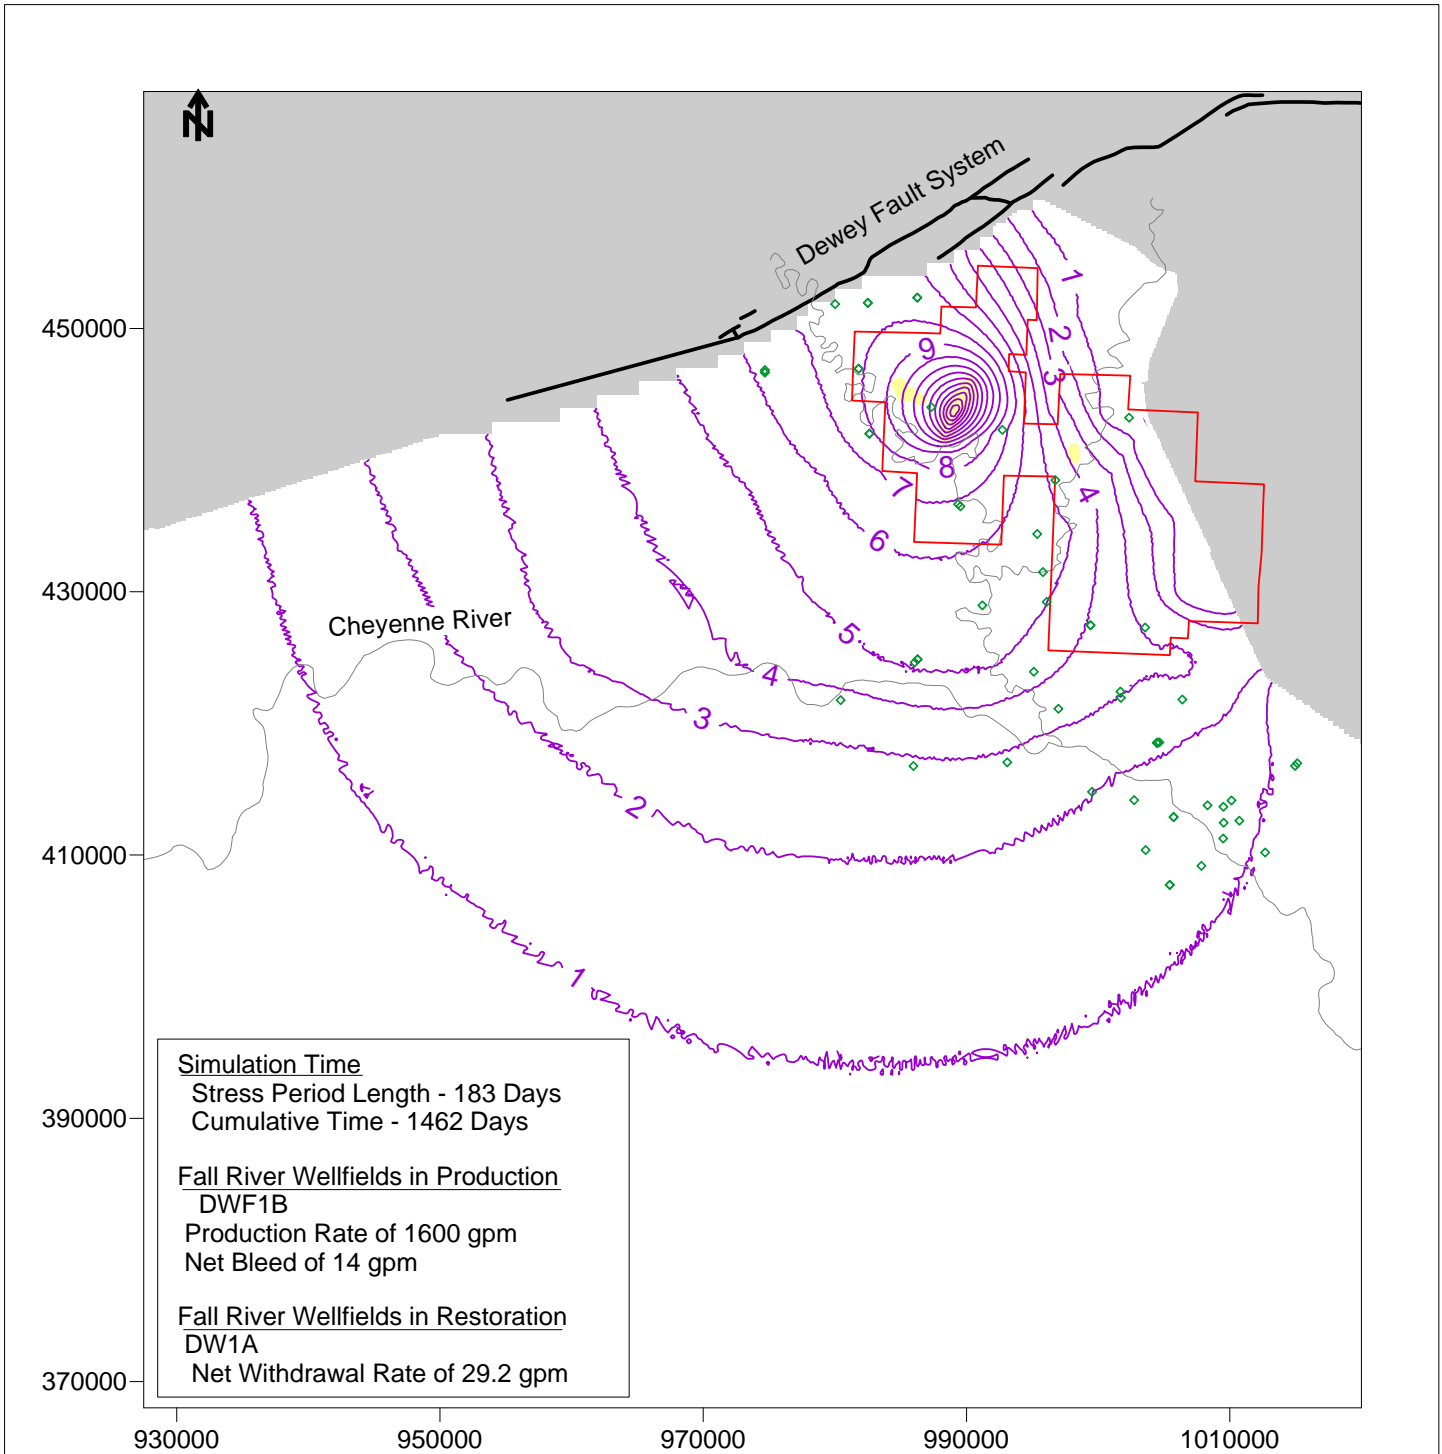 N
Dewey Fault System
1
2
9
3
450000
8
4
7
6
430000
Cheyenne River
5
4
3
2
410000
1
Simulation Time
Stress Period Length - 183 Days
Cumulative Time - 1462 Days
390000
Fall River Wellfields in Production
DWF1B
Production Rate of 1600 gpm
Net Bleed of 14 gpm
Fall River Wellfields in Restoration
DW1A
Net Withdrawal Rate of 29.2 gpm
370000
930000 950000 970000 990000 1010000